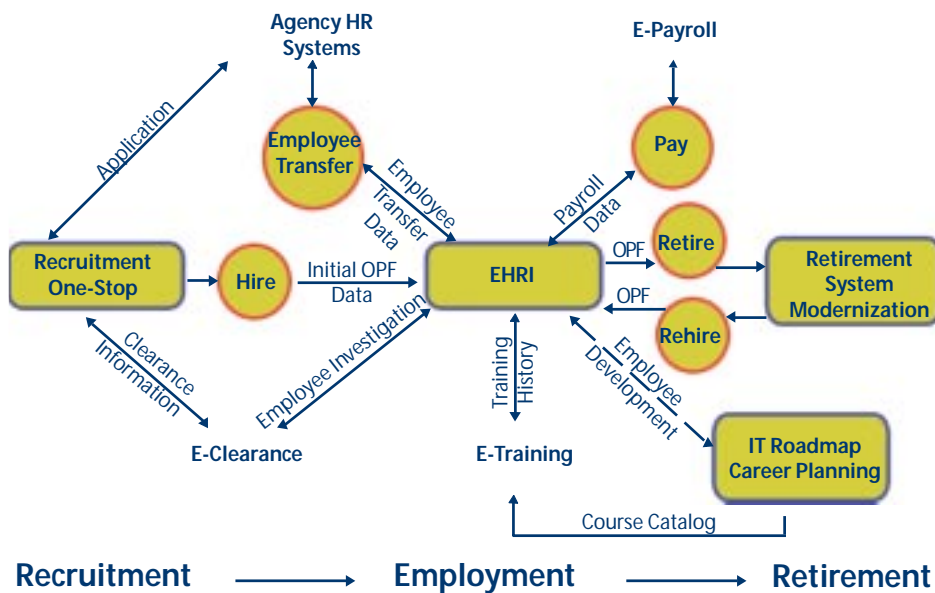 Agency HR
Systems
E-Payroll
Application
Employee
Transfer
Pay
Employee
Transfer
Data
Payroll
Data
Recruitment
One-Stop
Hire
Initial OPF
Data
EHRI
OPF
Retire
OPF
Rehire
Retirement
System
Modernization
Clearance
Information
Employee Investigation
Training
History
Employee
Development
E-Clearance
E-Training
IT Roadmap
Career Planning
Course Catalog
Recruitment
Employment
Retirement